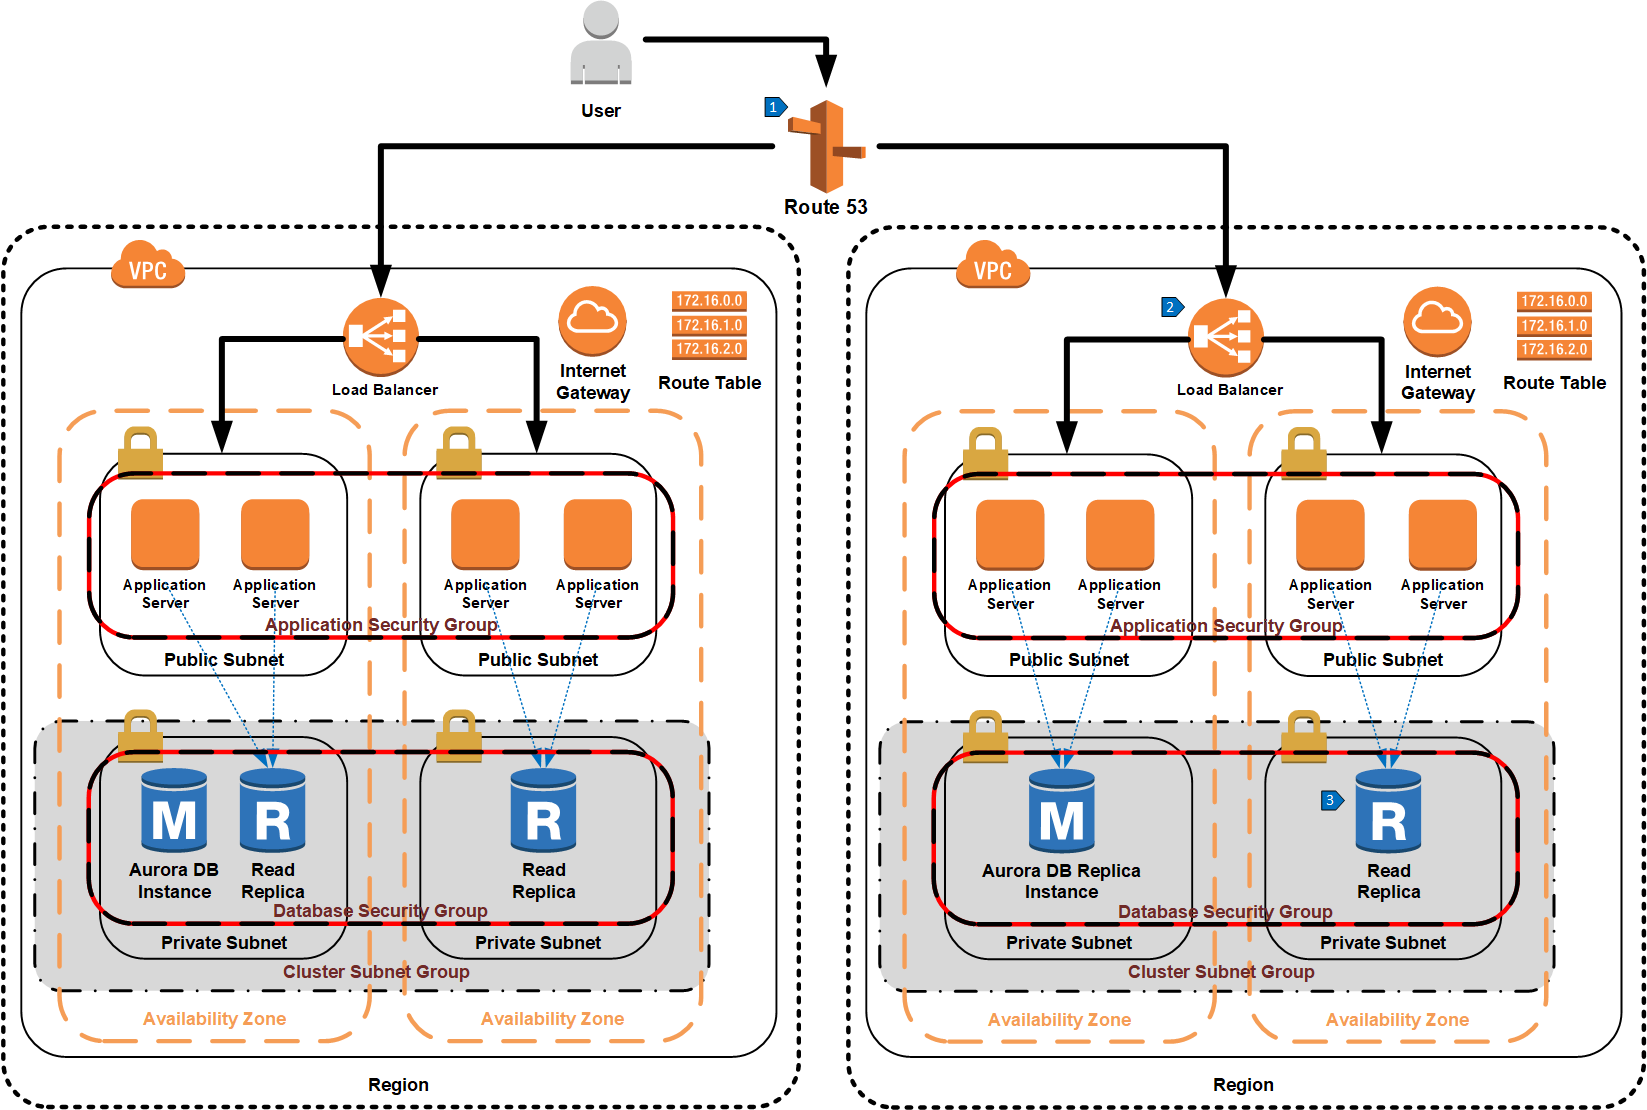 User
1
Route 53
VPC
172.16.0.0
172.16.1.0
172.16.2.0
Load Balancer
Internet
Gateway
Route Table
Application
Server
Application
Server
Application
Server
Application
Server
Application Security Group
Public Subnet
Public Subnet
M
R
R
Aurora DB
Instance
Read
Replica
Read
Replica
Database Security Group
Private Subnet
Private Subnet
Cluster Subnet Group
Availability Zone
Availability Zone
Region
VPC
2
172.16.0.0
172.16.1.0
172.16.2.0
Load Balancer
Internet
Gateway
Route Table
Application
Server
Application
Server
Application
Server
Application
Server
Application Security Group
Public Subnet
Public Subnet
M
3
R
Aurora DB Replica
Instance
Read
Replica
Database Security Group
Private Subnet
Private Subnet
Cluster Subnet Group
Availability Zone
Availability Zone
Region